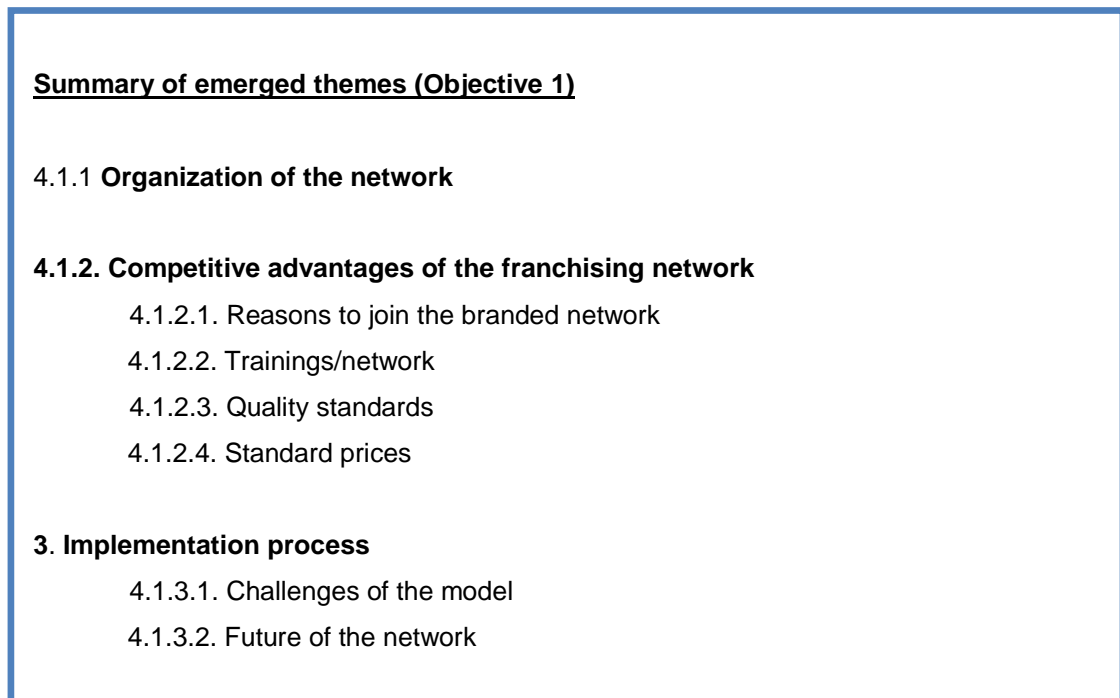 Summary of emerged themes (Objective 1)
4.1.1 Organization of the network
4.1.2. Competitive advantages of the franchising network
4.1.2.1. Reasons to join the branded network
4.1.2.2. Trainings/network
4.1.2.3. Quality standards
4.1.2.4. Standard prices
3. Implementation process
4.1.3.1. Challenges of the model
4.1.3.2. Future of the network